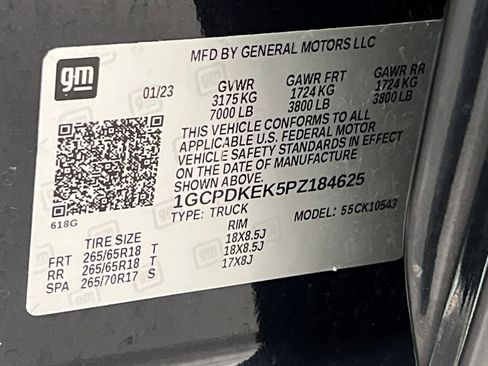 MFD BY GENERAL MOTORS LLC
gm
01/23 GVWR GAWR FRT GAWR RR
3175 KG 1724 KG 1724 KG
7000 LB 3800 LB 3800 LB
THIS VEHICLE CONFORMS TO ALL
APPLICABLE U.S. FEDERAL MOTOR
VEHICLE SAFETY STANDARDS IN EFFECT
ON THE DATE OF MANUFACTURE
SHOWN ABOVE.
1GCPDKEK5PZ184625
TYPE: TRUCK MODEL: 55CK10543
618G
TIRE SIZE RIM
FRT 265/65R18 T 18X8.5J
RR 265/65R18 T 18X8.5J
SPA 265/70R17 S 17X8J